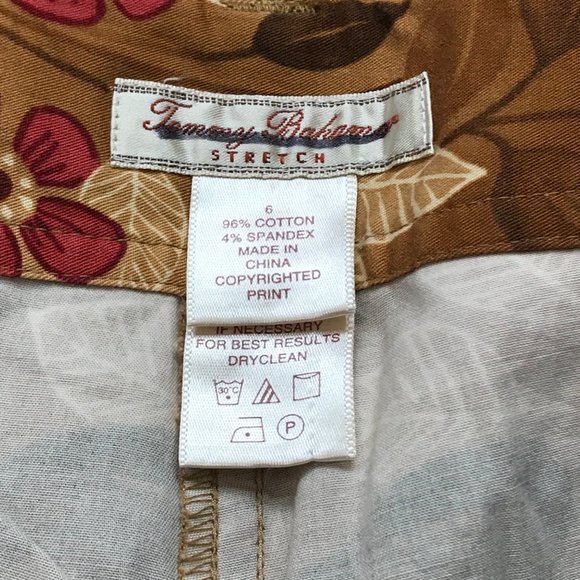 Tommy Bahama
STRETCH
6
96% COTTON
4% SPANDEX
MADE IN
CHINA
COPYRIGHTED
PRINT
IF NECESSARY
FOR BEST RESULTS
DRYCLEAN
30°C
P